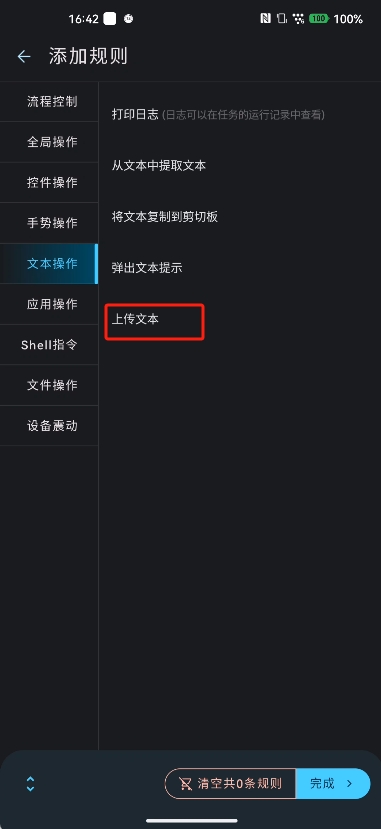 16:42 100 100%
添加规则
流程控制
全局操作
控件操作
手势操作
文本操作
应用操作
Shell指令
文件操作
设备震动
打印日志 (日志可以在任务的运行记录中查看)
从文本中提取文本
将文本复制到剪切板
弹出文本提示
上传文本
清空共0条规则 完成